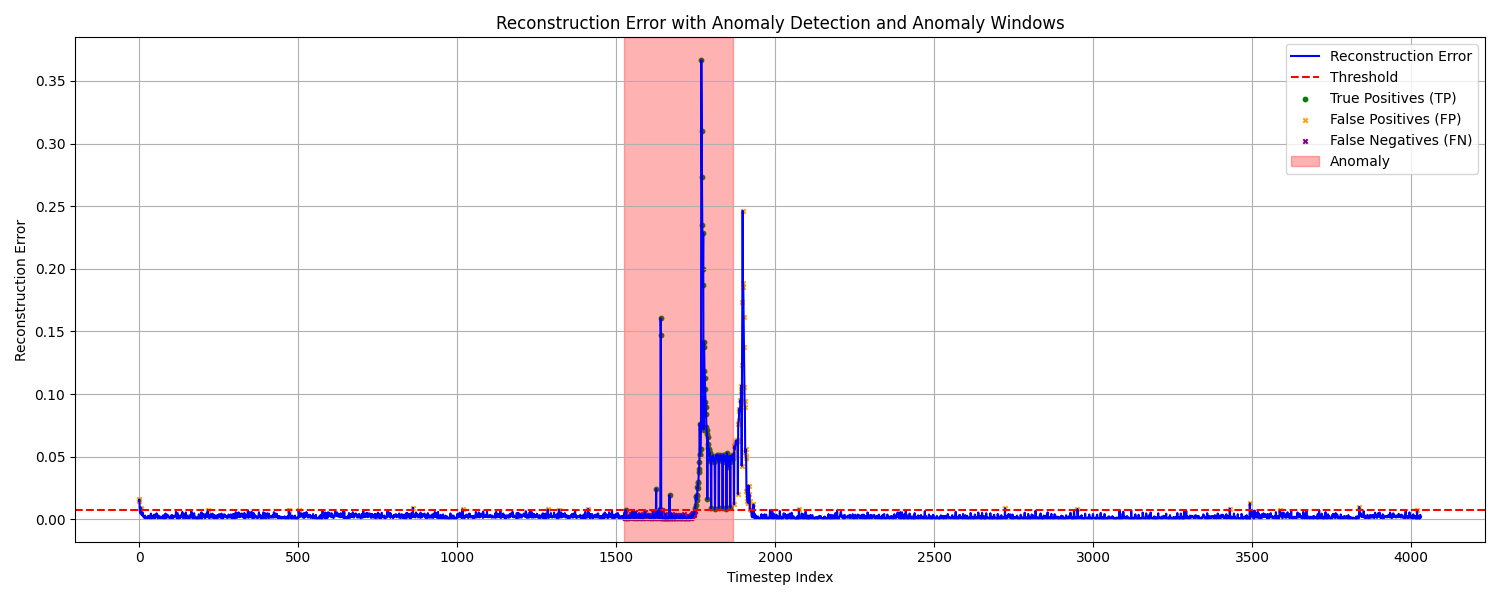 Reconstruction Error with Anomaly Detection and Anomaly Windows
Reconstruction Error
Threshold
True Positives (TP)
False Positives (FP)
False Negatives (FN)
Anomaly
Reconstruction Error
0.35
0.30
0.25
0.20
0.15
0.10
0.05
0.00
0 500 1000 1500 2000 2500 3000 3500 4000
Timestep Index